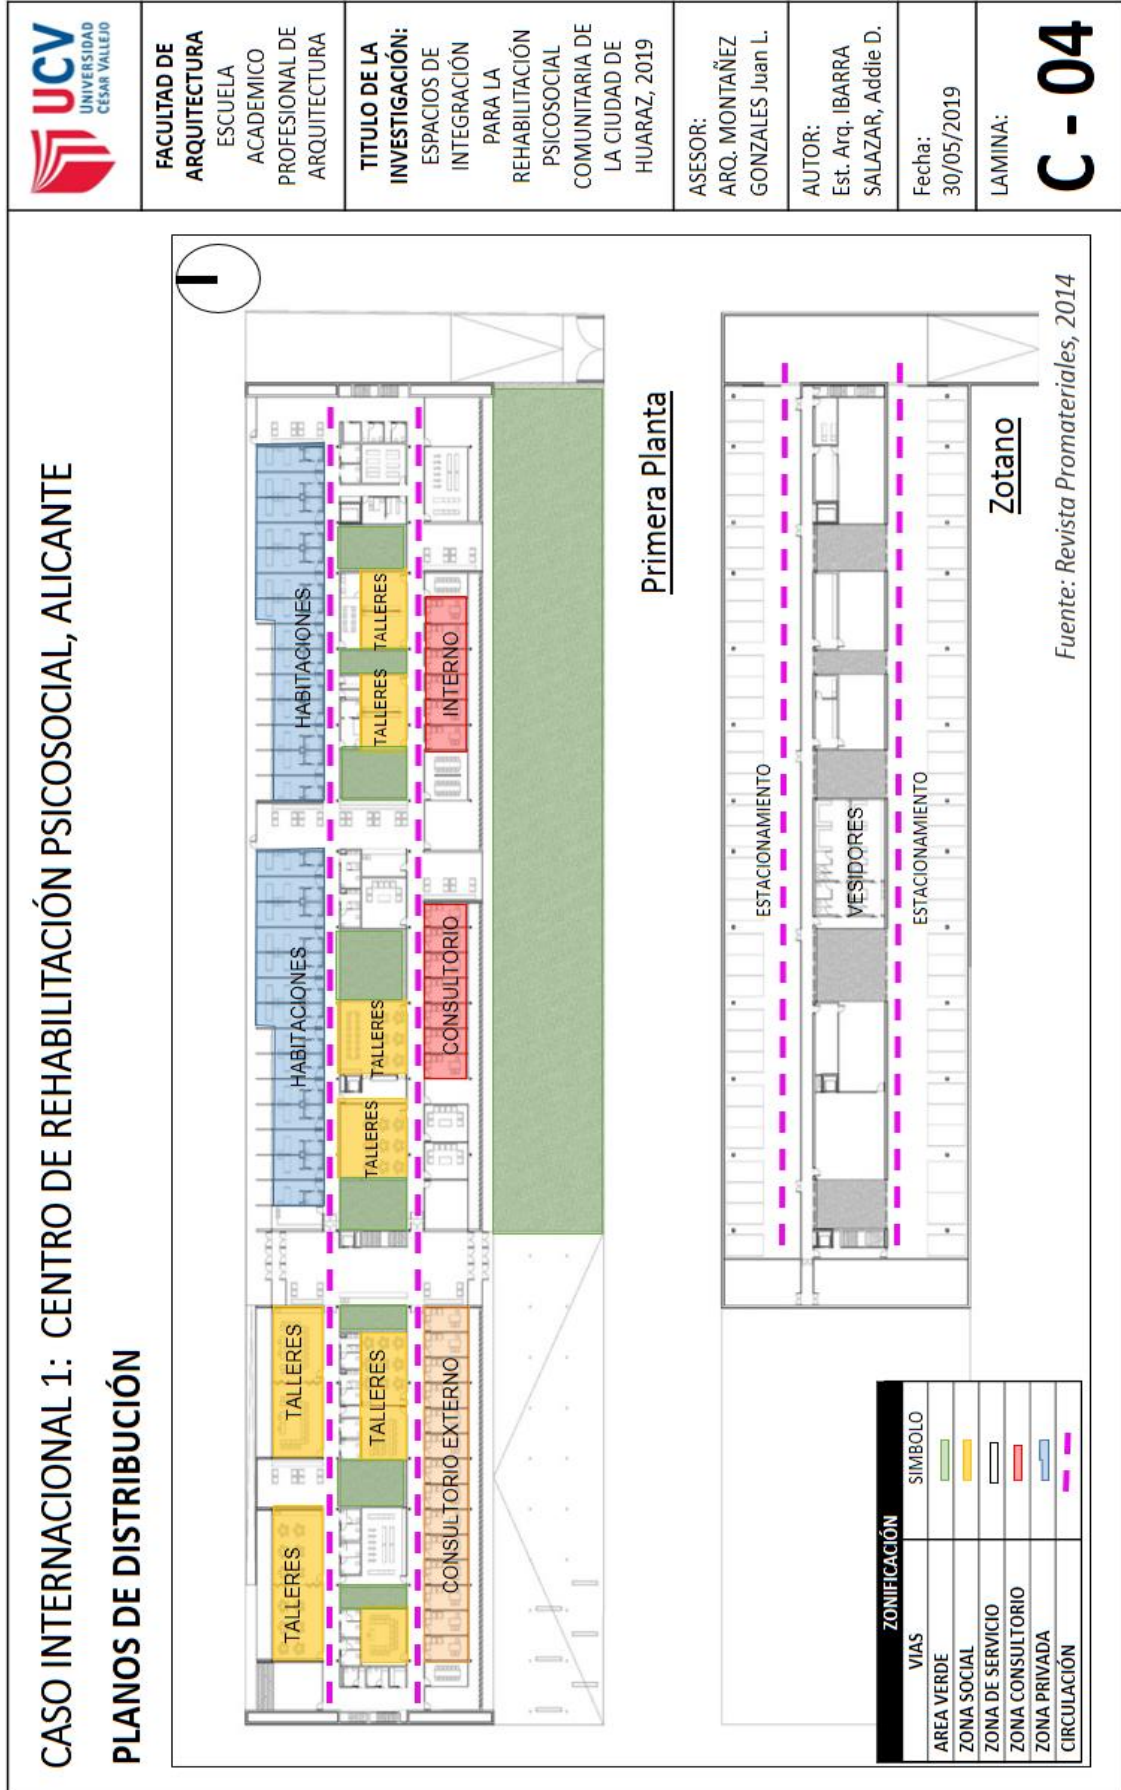 CASO INTERNACIONAL 1: CENTRO DE REHABILITACIÓN PSICOSOCIAL, ALICANTE
PLANOS DE DISTRIBUCIÓN
TALLERES
TALLERES
HABITACIONES
HABITACIONES
TALLERES
TALLERES
TALLERES
TALLERES
TALLERES
CONSULTORIO EXTERNO
CONSULTORIO
INTERNO
Primera Planta
ESTACIONAMIENTO
VESIDORES
ESTACIONAMIENTO
Zotano
Fuente: Revista Promateriales, 2014
ZONIFICACIÓN
VIAS SIMBOLO
AREA VERDE
ZONA SOCIAL
ZONA DE SERVICIO
ZONA CONSULTORIO
ZONA PRIVADA
CIRCULACIÓN
UCV
UNIVERSIDAD
CÉSAR VALLEJO
FACULTAD DE
ARQUITECTURA
ESCUELA
ACADEMICO
PROFESIONAL DE
ARQUITECTURA
TITULO DE LA
INVESTIGACIÓN:
ESPACIOS DE
INTEGRACIÓN
PARA LA
REHABILITACIÓN
PSICOSOCIAL
COMUNITARIA DE
LA CIUDAD DE
HUARAZ, 2019
ASESOR:
ARQ. MONTAÑEZ
GONZALES Juan L.
AUTOR:
Est. Arq. IBARRA
SALAZAR, Addie D.
Fecha:
30/05/2019
LAMINA:
C - 04